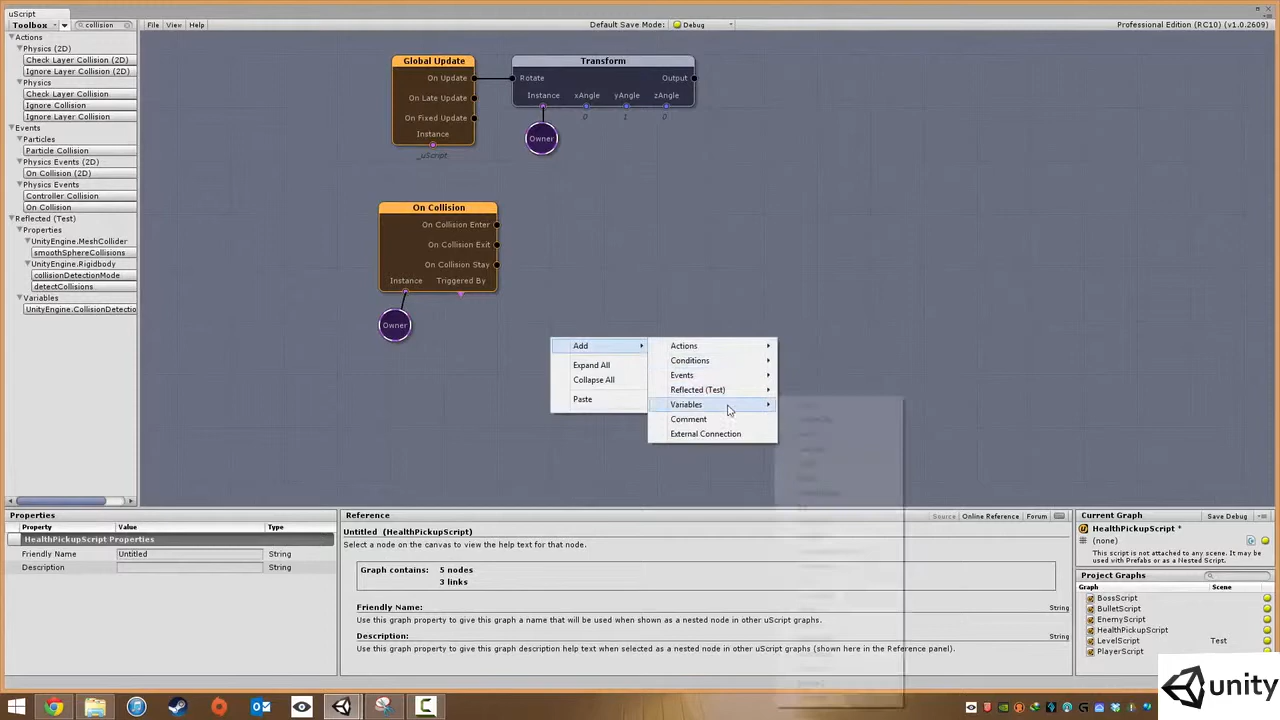 uScript
Toolbox
collision
File View Help
Default Save Mode:
Debug
Professional Edition (RC10) (v1.0.2609)
Actions
Physics (2D)
Check Layer Collision (2D)
Ignore Layer Collision (2D)
Physics
Check Layer Collision
Ignore Collision
Ignore Layer Collision
Events
Particles
Particle Collision
Physics Events (2D)
On Collision (2D)
Physics Events
Controller Collision
On Collision
Reflected (Test)
Properties
UnityEngine.MeshCollider
smoothSphereCollisions
UnityEngine.Rigidbody
collisionDetectionMode
detectCollisions
Variables
UnityEngine.CollisionDetectio
Global Update
On Update
On Late Update
On Fixed Update
Instance
_uScript
Transform
Rotate
Output
Instance xAngle yAngle zAngle
0 1 0
Owner
On Collision
On Collision Enter
On Collision Exit
On Collision Stay
Instance Triggered By
Owner
Add
Expand All
Collapse All
Paste
Actions
Conditions
Events
Reflected (Test)
Variables
Comment
External Connection
Properties
Property Value Type
HealthPickupScript Properties
Friendly Name Untitled String
Description String
Reference
Source Online Reference Forum
Untitled (HealthPickupScript)
Select a node on the canvas to view the help text for that node.
Graph contains: 5 nodes
3 links
Friendly Name: String
Use this graph property to give this graph a name that will be used when shown as a nested node in other uScript graphs.
Description: String
Use this graph property to give this graph description help text when selected as a nested node in other uScript graphs (shown here in the Reference panel).
Current Graph Save Debug
HealthPickupScript *
(none)
This script is not attached to any scene. It may be
used with Prefabs or as a Nested Script.
Project Graphs
Graph Scene
BossScript
BulletScript
EnemyScript
HealthPickupScript
LevelScript Test
PlayerScript
unity